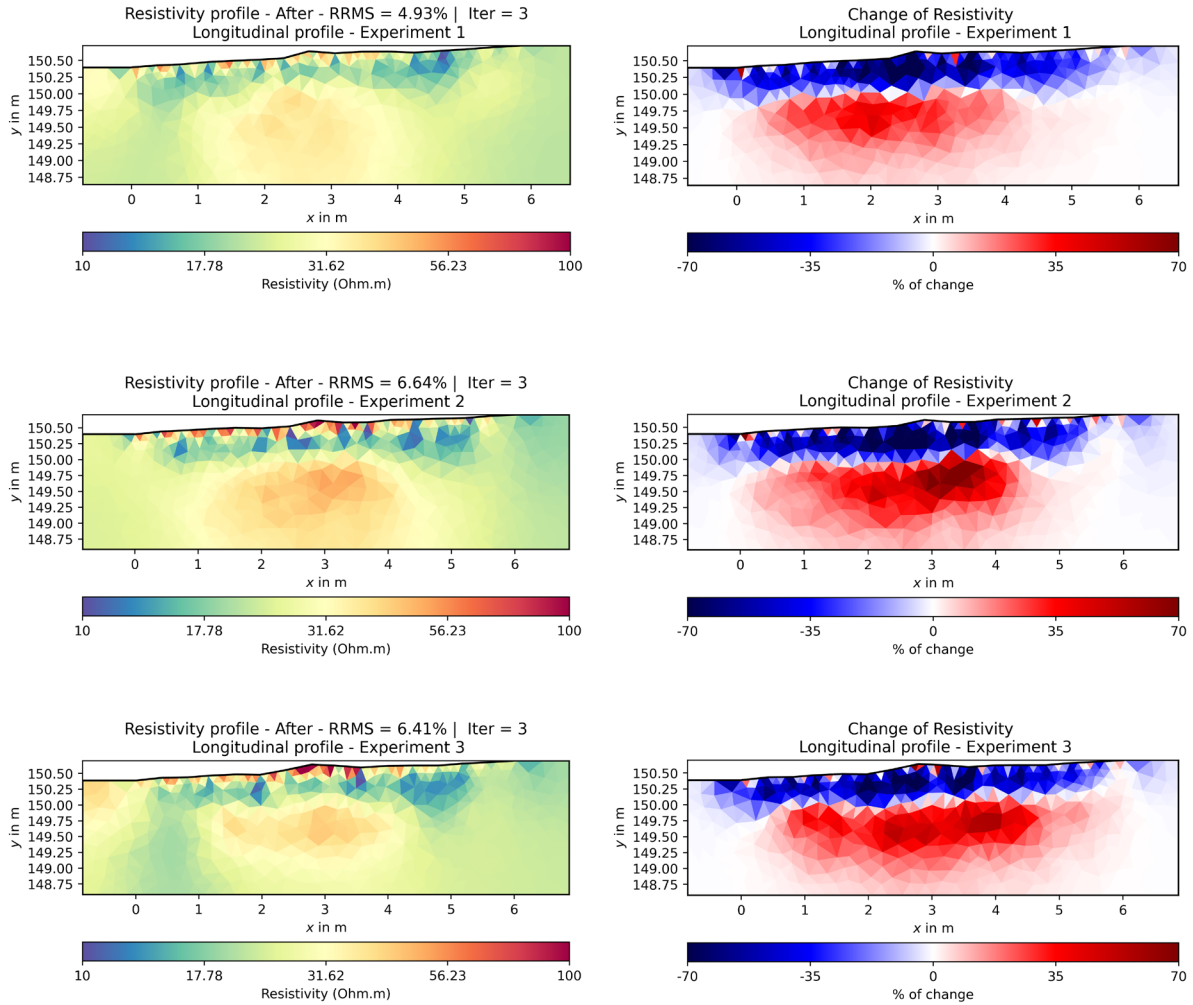 Resistivity profile - After - RRMS = 4.93% | Iter = 3
Longitudinal profile - Experiment 1
150.50
150.25
150.00
149.75
149.50
149.25
149.00
148.75
y in m
0 1 2 3 4 5 6
x in m
10 17.78 31.62 56.23 100
Resistivity (Ohm.m)
Change of Resistivity
Longitudinal profile - Experiment 1
150.50
150.25
150.00
149.75
149.50
149.25
149.00
148.75
y in m
0 1 2 3 4 5 6
x in m
-70 -35 0 35 70
% of change
Resistivity profile - After - RRMS = 6.64% | Iter = 3
Longitudinal profile - Experiment 2
150.50
150.25
150.00
149.75
149.50
149.25
149.00
148.75
y in m
0 1 2 3 4 5 6
x in m
10 17.78 31.62 56.23 100
Resistivity (Ohm.m)
Change of Resistivity
Longitudinal profile - Experiment 2
150.50
150.25
150.00
149.75
149.50
149.25
149.00
148.75
y in m
0 1 2 3 4 5 6
x in m
-70 -35 0 35 70
% of change
Resistivity profile - After - RRMS = 6.41% | Iter = 3
Longitudinal profile - Experiment 3
150.50
150.25
150.00
149.75
149.50
149.25
149.00
148.75
y in m
0 1 2 3 4 5 6
x in m
10 17.78 31.62 56.23 100
Resistivity (Ohm.m)
Change of Resistivity
Longitudinal profile - Experiment 3
150.50
150.25
150.00
149.75
149.50
149.25
149.00
148.75
y in m
0 1 2 3 4 5 6
x in m
-70 -35 0 35 70
% of change